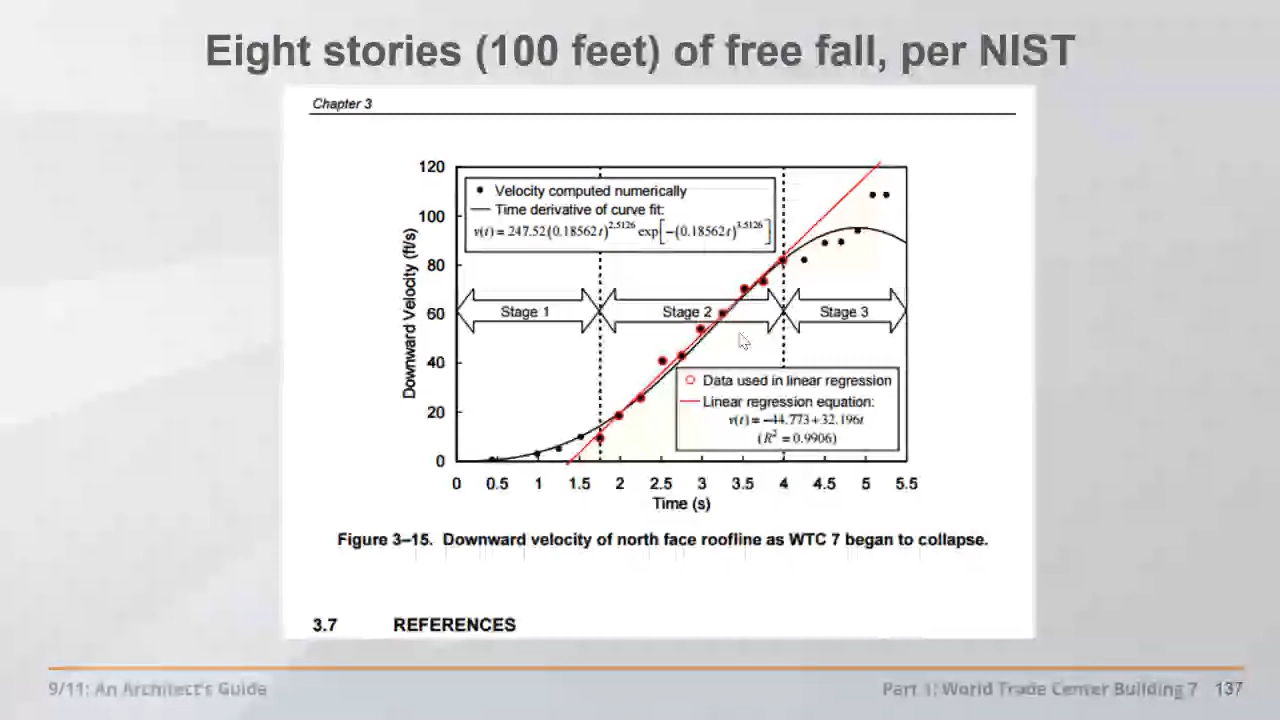 Eight stories (100 feet) of free fall, per NIST
Chapter 3
120
100
80
60
40
20
0
Downward Velocity (ft/s)
Velocity computed numerically
Time derivative of curve fit:
v(t) = 247.52(0.18562t)^2.5126 exp[−(0.18562t)^3.5126]
Stage 1 Stage 2 Stage 3
Data used in linear regression
Linear regression equation:
v(t) = −44.773+32.196t
(R² = 0.9906)
0 0.5 1 1.5 2 2.5 3 3.5 4 4.5 5 5.5
Time (s)
Figure 3–15. Downward velocity of north face roofline as WTC 7 began to collapse.
3.7 REFERENCES
9/11: An Architect's Guide Part 1: World Trade Center Building 7 137